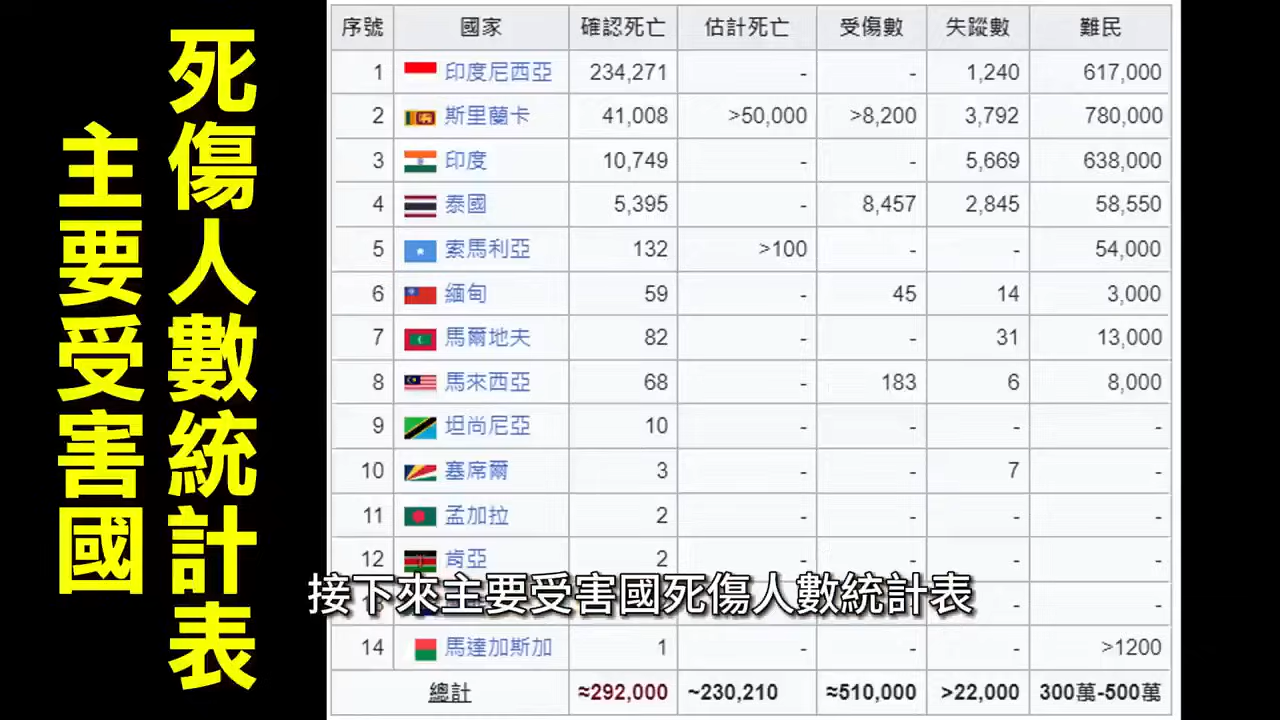 死傷人數統計表
主要受害國
序號 國家 確認死亡 估計死亡 受傷數 失蹤數 難民
1 印度尼西亞 234,271 - - 1,240 617,000
2 斯里蘭卡 41,008 >50,000 >8,200 3,792 780,000
3 印度 10,749 - - 5,669 638,000
4 泰國 5,395 - 8,457 2,845 58,550
5 索馬利亞 132 >100 - - 54,000
6 緬甸 59 - 45 14 3,000
7 馬爾地夫 82 - - 31 13,000
8 馬來西亞 68 - 183 6 8,000
9 坦尚尼亞 10 - - - -
10 塞席爾 3 - - 7 -
11 孟加拉 2 - - - -
12 肯亞 2 - - - -
接下來主要受害國死傷人數統計表
- -
14 馬達加斯加 1 - - - >1200
總計 ≈292,000 ~230,210 ≈510,000 >22,000 300萬-500萬